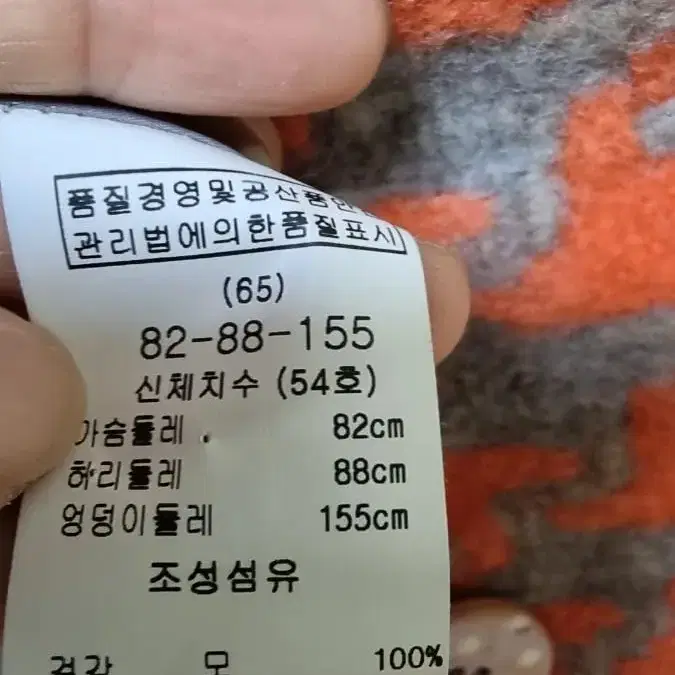 품질경영및공산품안전
관리법에의한품질표시
(65)
82-88-155
신체치수 (54호)
가슴둘레 82cm
허리둘레 88cm
엉덩이둘레 155cm
조성섬유
겉감 모 100%